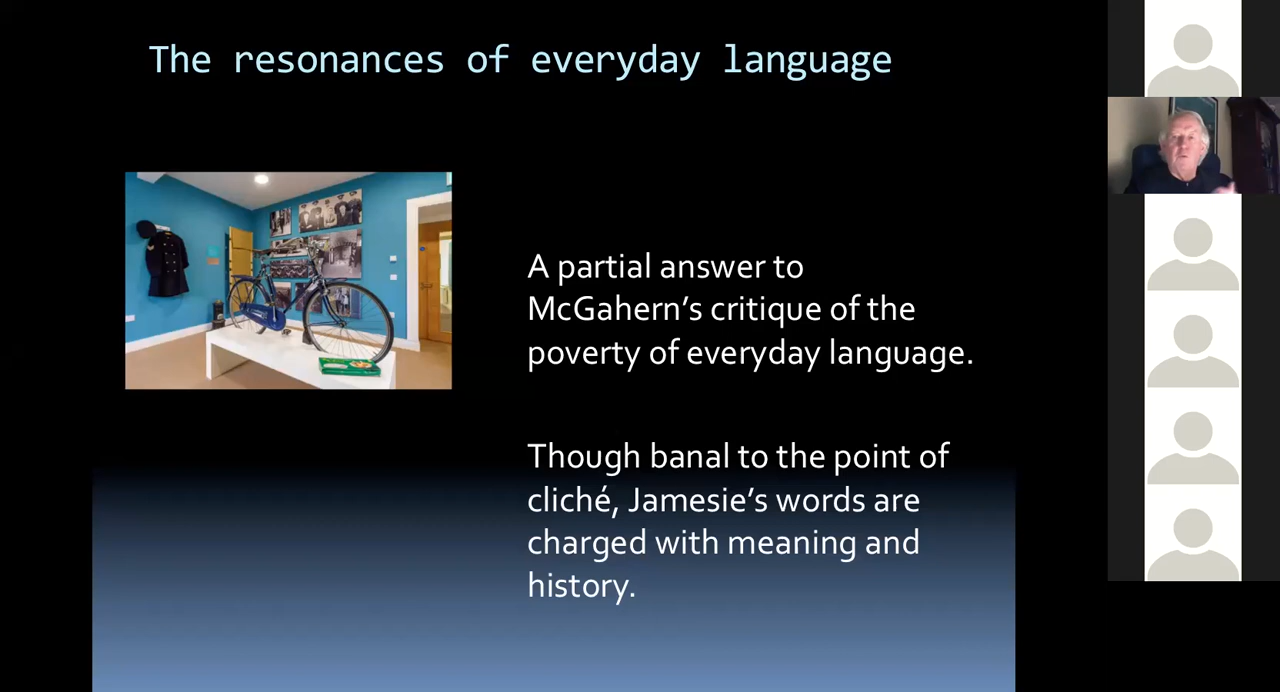 The resonances of everyday language
A partial answer to
McGahern’s critique of the
poverty of everyday language.
Though banal to the point of
cliché, Jamesie’s words are
charged with meaning and
history.